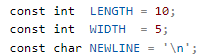 const int  LENGTH = 10;
const int  WIDTH  = 5;
const char NEWLINE = '\n';